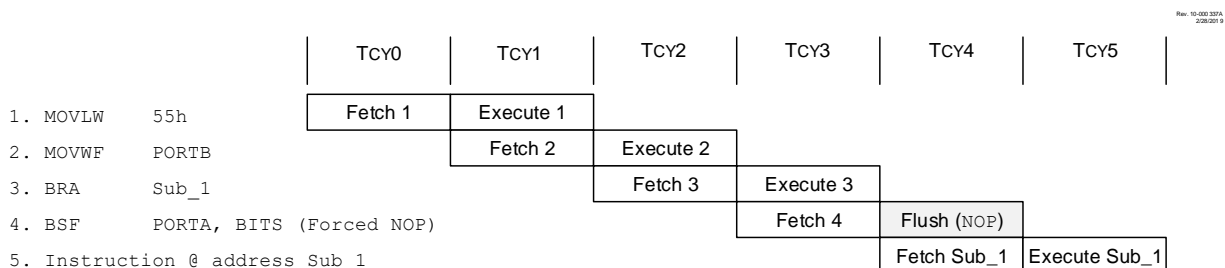 Rev. 10-000 337A
2/28/201 9
TCY0 TCY1 TCY2 TCY3 TCY4 TCY5
1. MOVLW 55h Fetch 1 Execute 1
2. MOVWF PORTB Fetch 2 Execute 2
3. BRA Sub_1 Fetch 3 Execute 3
4. BSF PORTA, BITS (Forced NOP) Fetch 4 Flush (NOP)
5. Instruction @ address Sub 1 Fetch Sub_1 Execute Sub_1